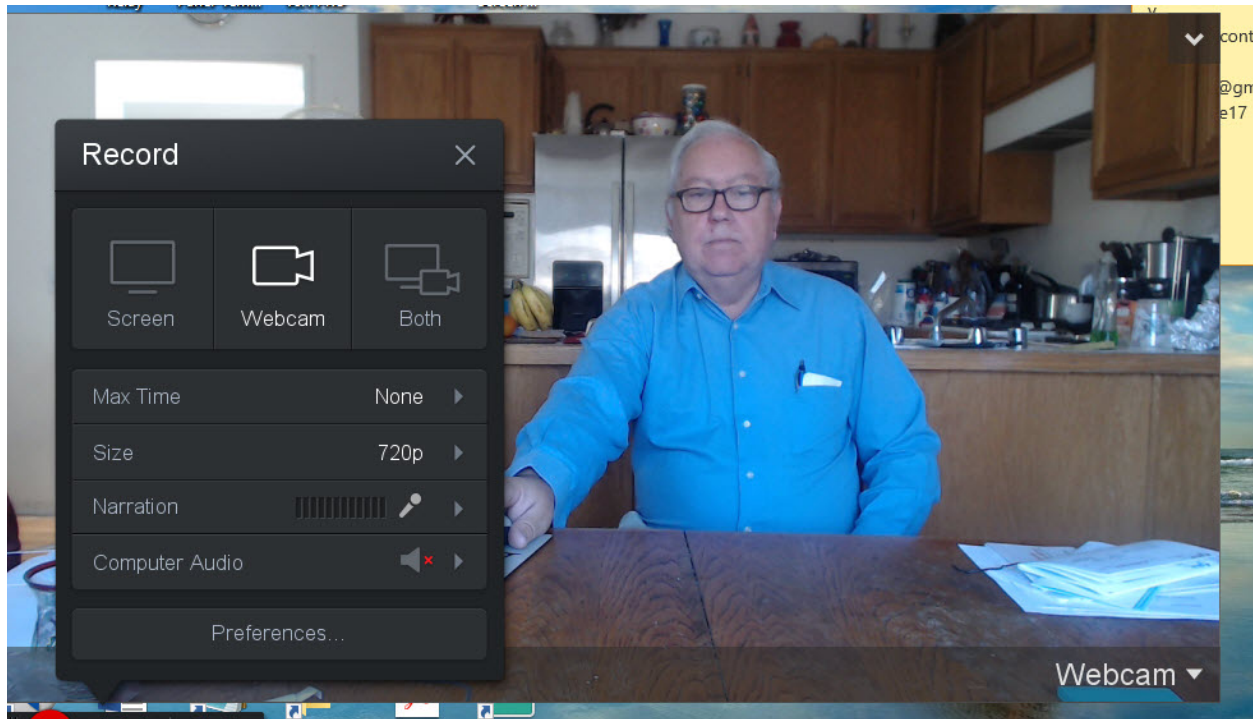 cont
@gm
e17
Record
Screen
Webcam
Both
Max Time
None
Size
720p
Narration
Computer Audio
Preferences...
Webcam